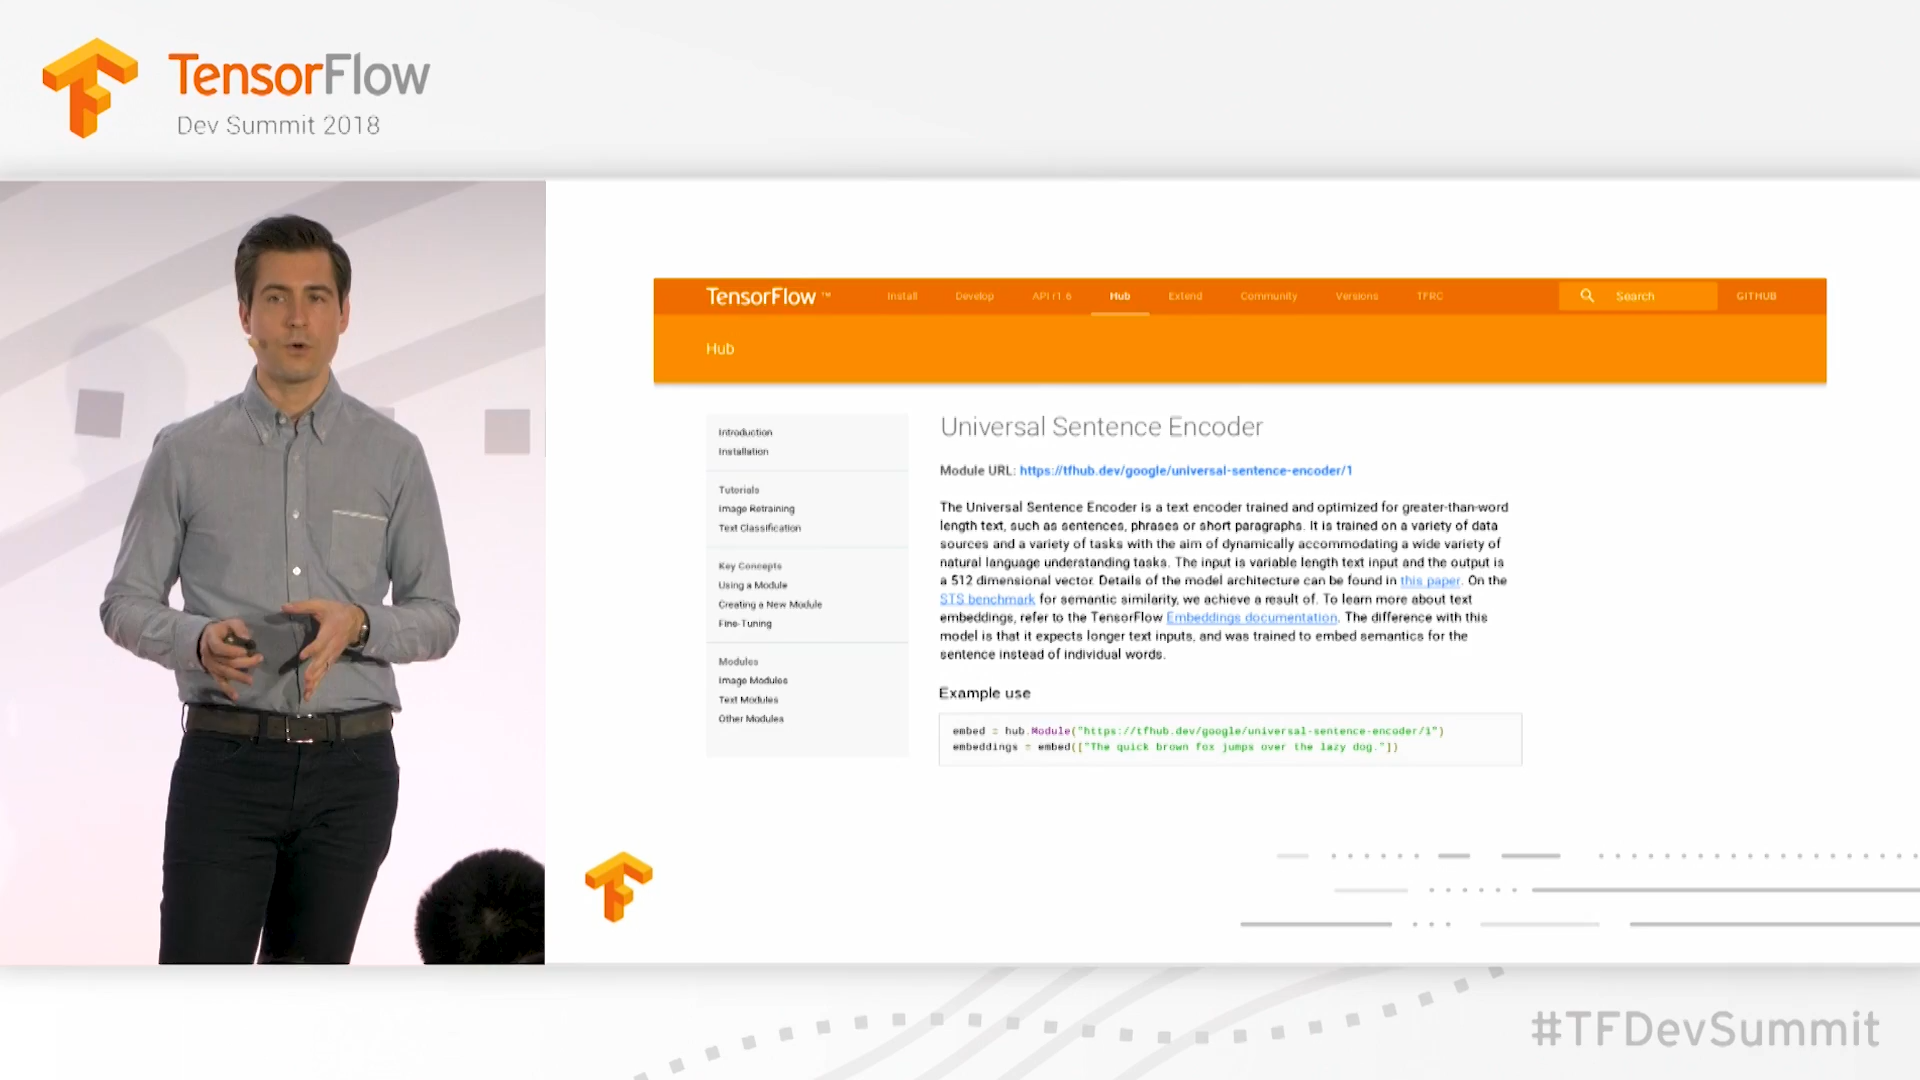 TensorFlow
Dev Summit 2018
TensorFlow ™
Install
Develop
API r1.6
Hub
Extend
Community
Versions
TFRC
Search
GITHUB
Hub
Introduction
Installation
Tutorials
Image Retraining
Text Classification
Key Concepts
Using a Module
Creating a New Module
Fine-Tuning
Modules
Image Modules
Text Modules
Other Modules
Universal Sentence Encoder
Module URL: https://tfhub.dev/google/universal-sentence-encoder/1
The Universal Sentence Encoder is a text encoder trained and optimized for greater-than-word
length text, such as sentences, phrases or short paragraphs. It is trained on a variety of data
sources and a variety of tasks with the aim of dynamically accommodating a wide variety of
natural language understanding tasks. The input is variable length text input and the output is
a 512 dimensional vector. Details of the model architecture can be found in this paper. On the
STS benchmark for semantic similarity, we achieve a result of. To learn more about text
embeddings, refer to the TensorFlow Embeddings documentation. The difference with this
model is that it expects longer text inputs, and was trained to embed semantics for the
sentence instead of individual words.
Example use
embed = hub.Module("https://tfhub.dev/google/universal-sentence-encoder/1")
embeddings = embed(["The quick brown fox jumps over the lazy dog."])
#TFDevSummit